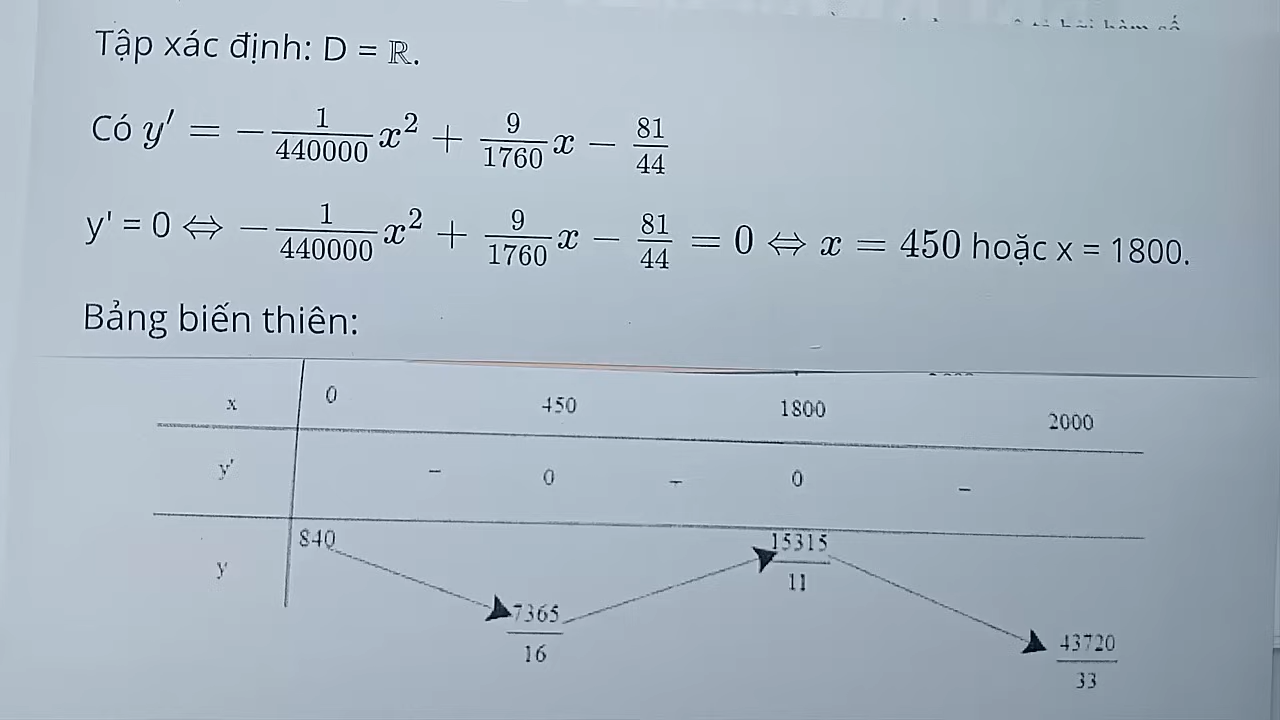 Tập xác định: D = ℝ.
Có y′ = −1/440000 x² + 9/1760 x − 81/44
y' = 0 ⇔ −1/440000 x² + 9/1760 x − 81/44 = 0 ⇔ x = 450 hoặc x = 1800.
Bảng biến thiên:
x 0 450 1800 2000
y' − 0 + 0 −
y 840 7365/16 15315/11 43720/33